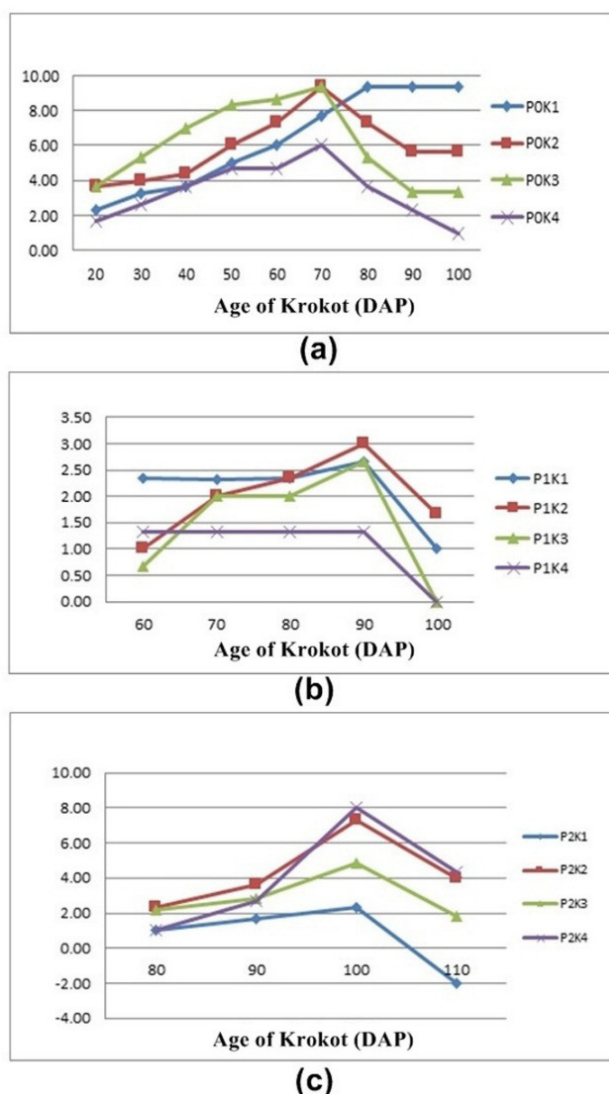 10.00
8.00
6.00
4.00
2.00
0.00
20 30 40 50 60 70 80 90 100
Age of Krokot (DAP)
P0K1
P0K2
P0K3
P0K4
(a)
3.50
3.00
2.50
2.00
1.50
1.00
0.50
0.00
60 70 80 90 100
Age of Krokot (DAP)
P1K1
P1K2
P1K3
P1K4
(b)
10.00
8.00
6.00
4.00
2.00
0.00
-2.00
-4.00
80 90 100 110
Age of Krokot (DAP)
P2K1
P2K2
P2K3
P2K4
(c)